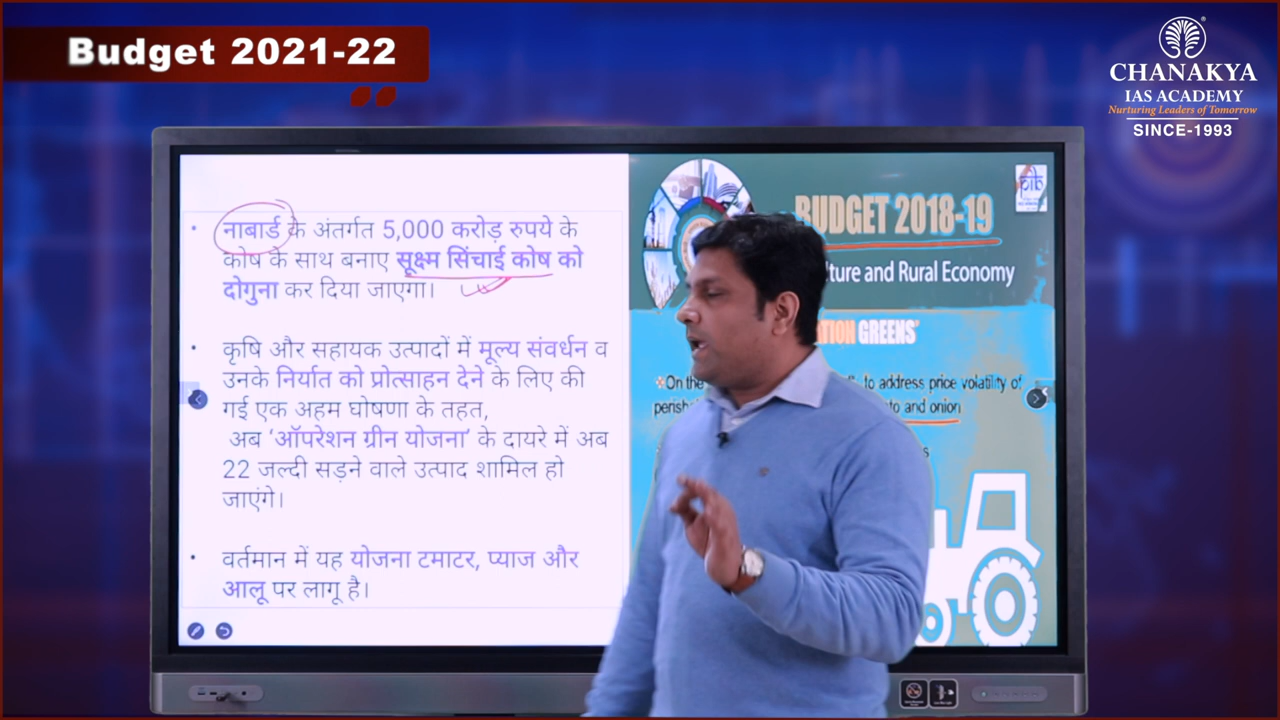 Budget 2021-22
CHANAKYA
IAS ACADEMY
Nurturing Leaders of Tomorrow
SINCE-1993
• नाबार्ड के अंतर्गत 5,000 करोड़ रुपये के
कोष के साथ बनाए सूक्ष्म सिंचाई कोष को
दोगुना कर दिया जाएगा।
• कृषि और सहायक उत्पादों में मूल्य संवर्धन व
उनके निर्यात को प्रोत्साहन देने के लिए की
गई एक अहम घोषणा के तहत,
अब ‘ऑपरेशन ग्रीन योजना’ के दायरे में अब
22 जल्दी सड़ने वाले उत्पाद शामिल हो
जाएंगे।
• वर्तमान में यह योजना टमाटर, प्याज और
आलू पर लागू है।
BUDGET 2018-19
pib
and Rural Economy
GREENS’
On the to address price volatility of
and onion